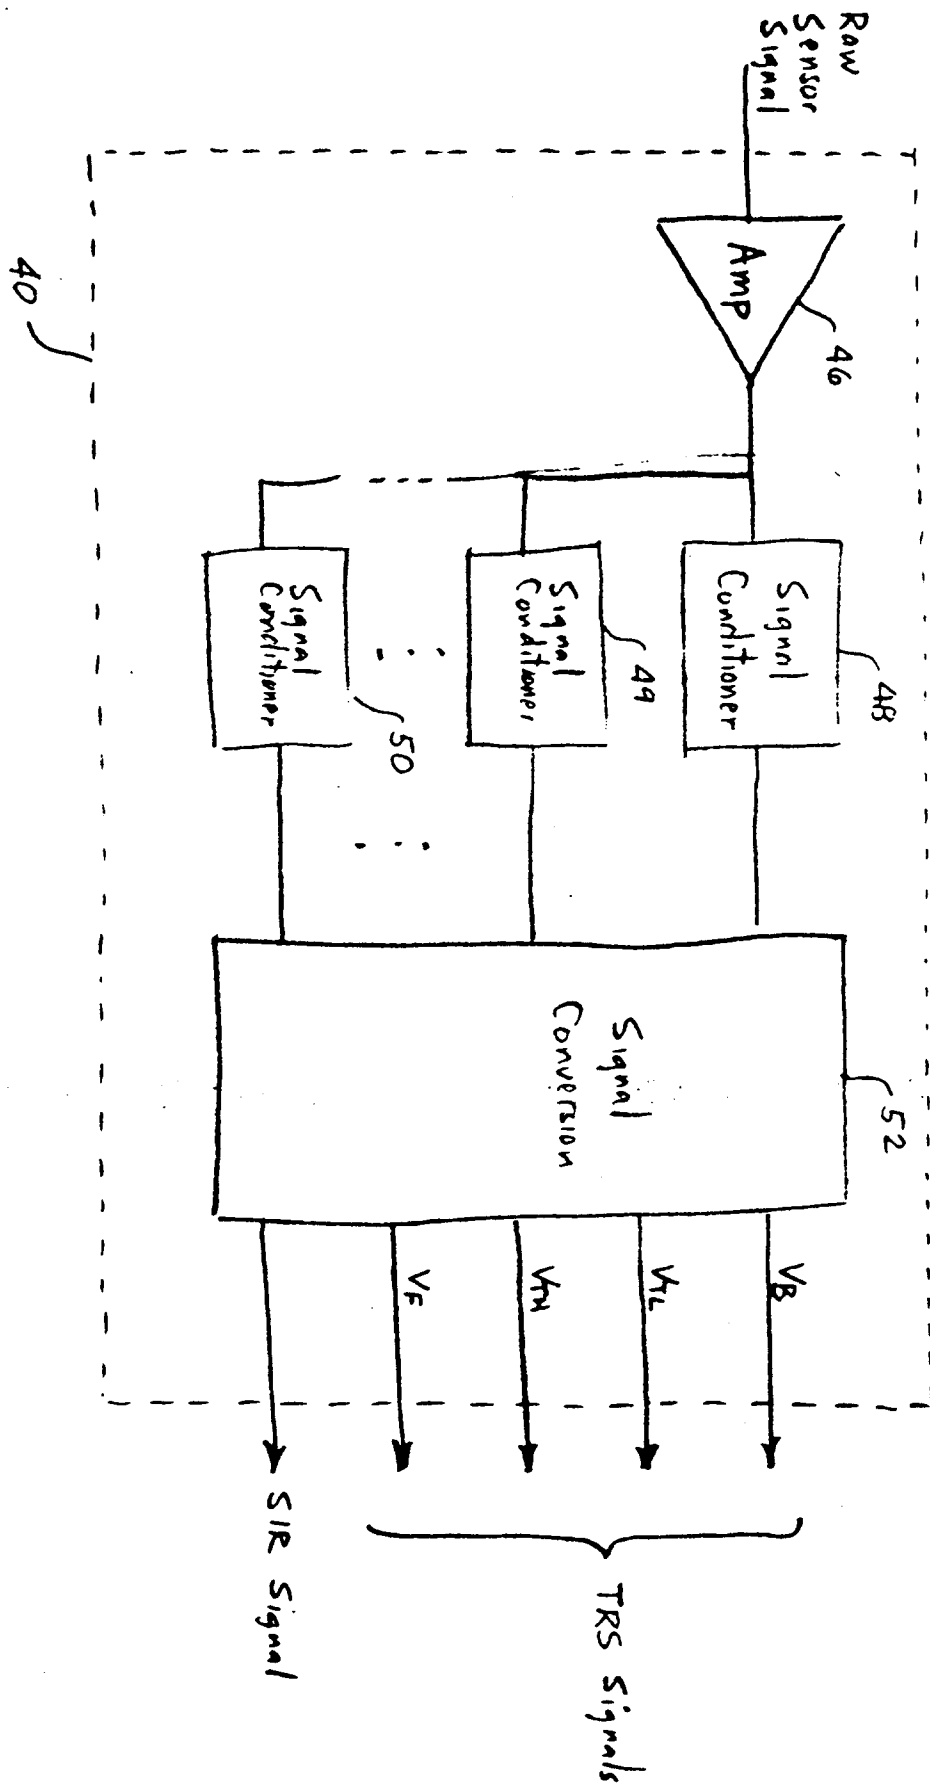 Raw
Sensor
Signal
Amp
46
Signal
Conditioner
48
Signal
Conditioner
49
Signal
Conditioner
50
Signal
Conversion
52
VB
VTL
VTH
VF
TRS Signals
SIR Signal
40